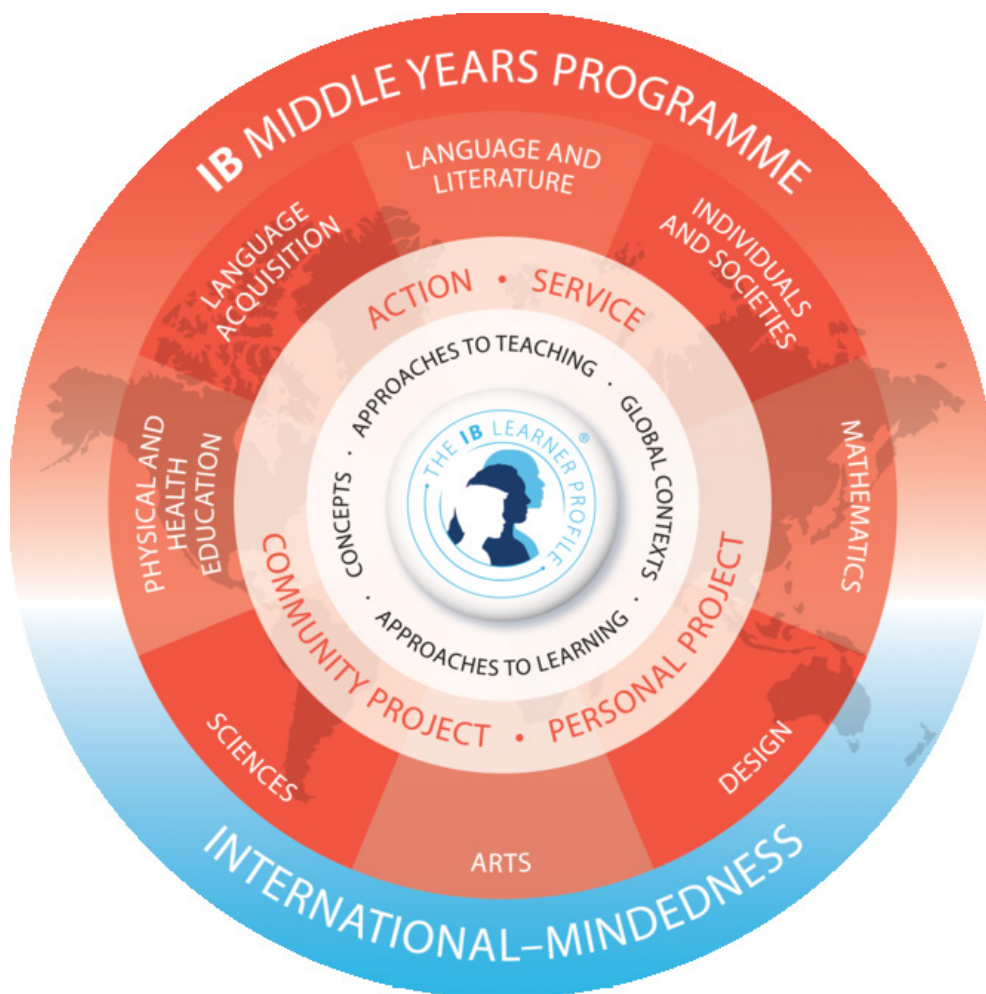 IB MIDDLE YEARS PROGRAMME
LANGUAGE AND
LITERATURE
INDIVIDUALS
AND SOCIETIES
MATHEMATICS
DESIGN
ARTS
SCIENCES
PHYSICAL AND
HEALTH
EDUCATION
LANGUAGE
ACQUISITION
ACTION • SERVICE
PERSONAL PROJECT
•
COMMUNITY PROJECT
APPROACHES TO TEACHING •
GLOBAL CONTEXTS •
APPROACHES TO LEARNING •
CONCEPTS •
• THE IB LEARNER PROFILE® •
INTERNATIONAL–MINDEDNESS